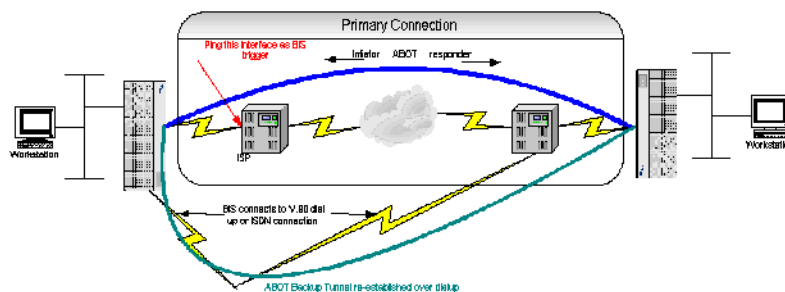 Primary Connection
Ping this interface as BIS
trigger
Initiator ABOT responder
Workstation
ISP
Workstation
BIS connects to V.90 dial
up or ISDN connection
ABOT Backup Tunnel re-established over dialup